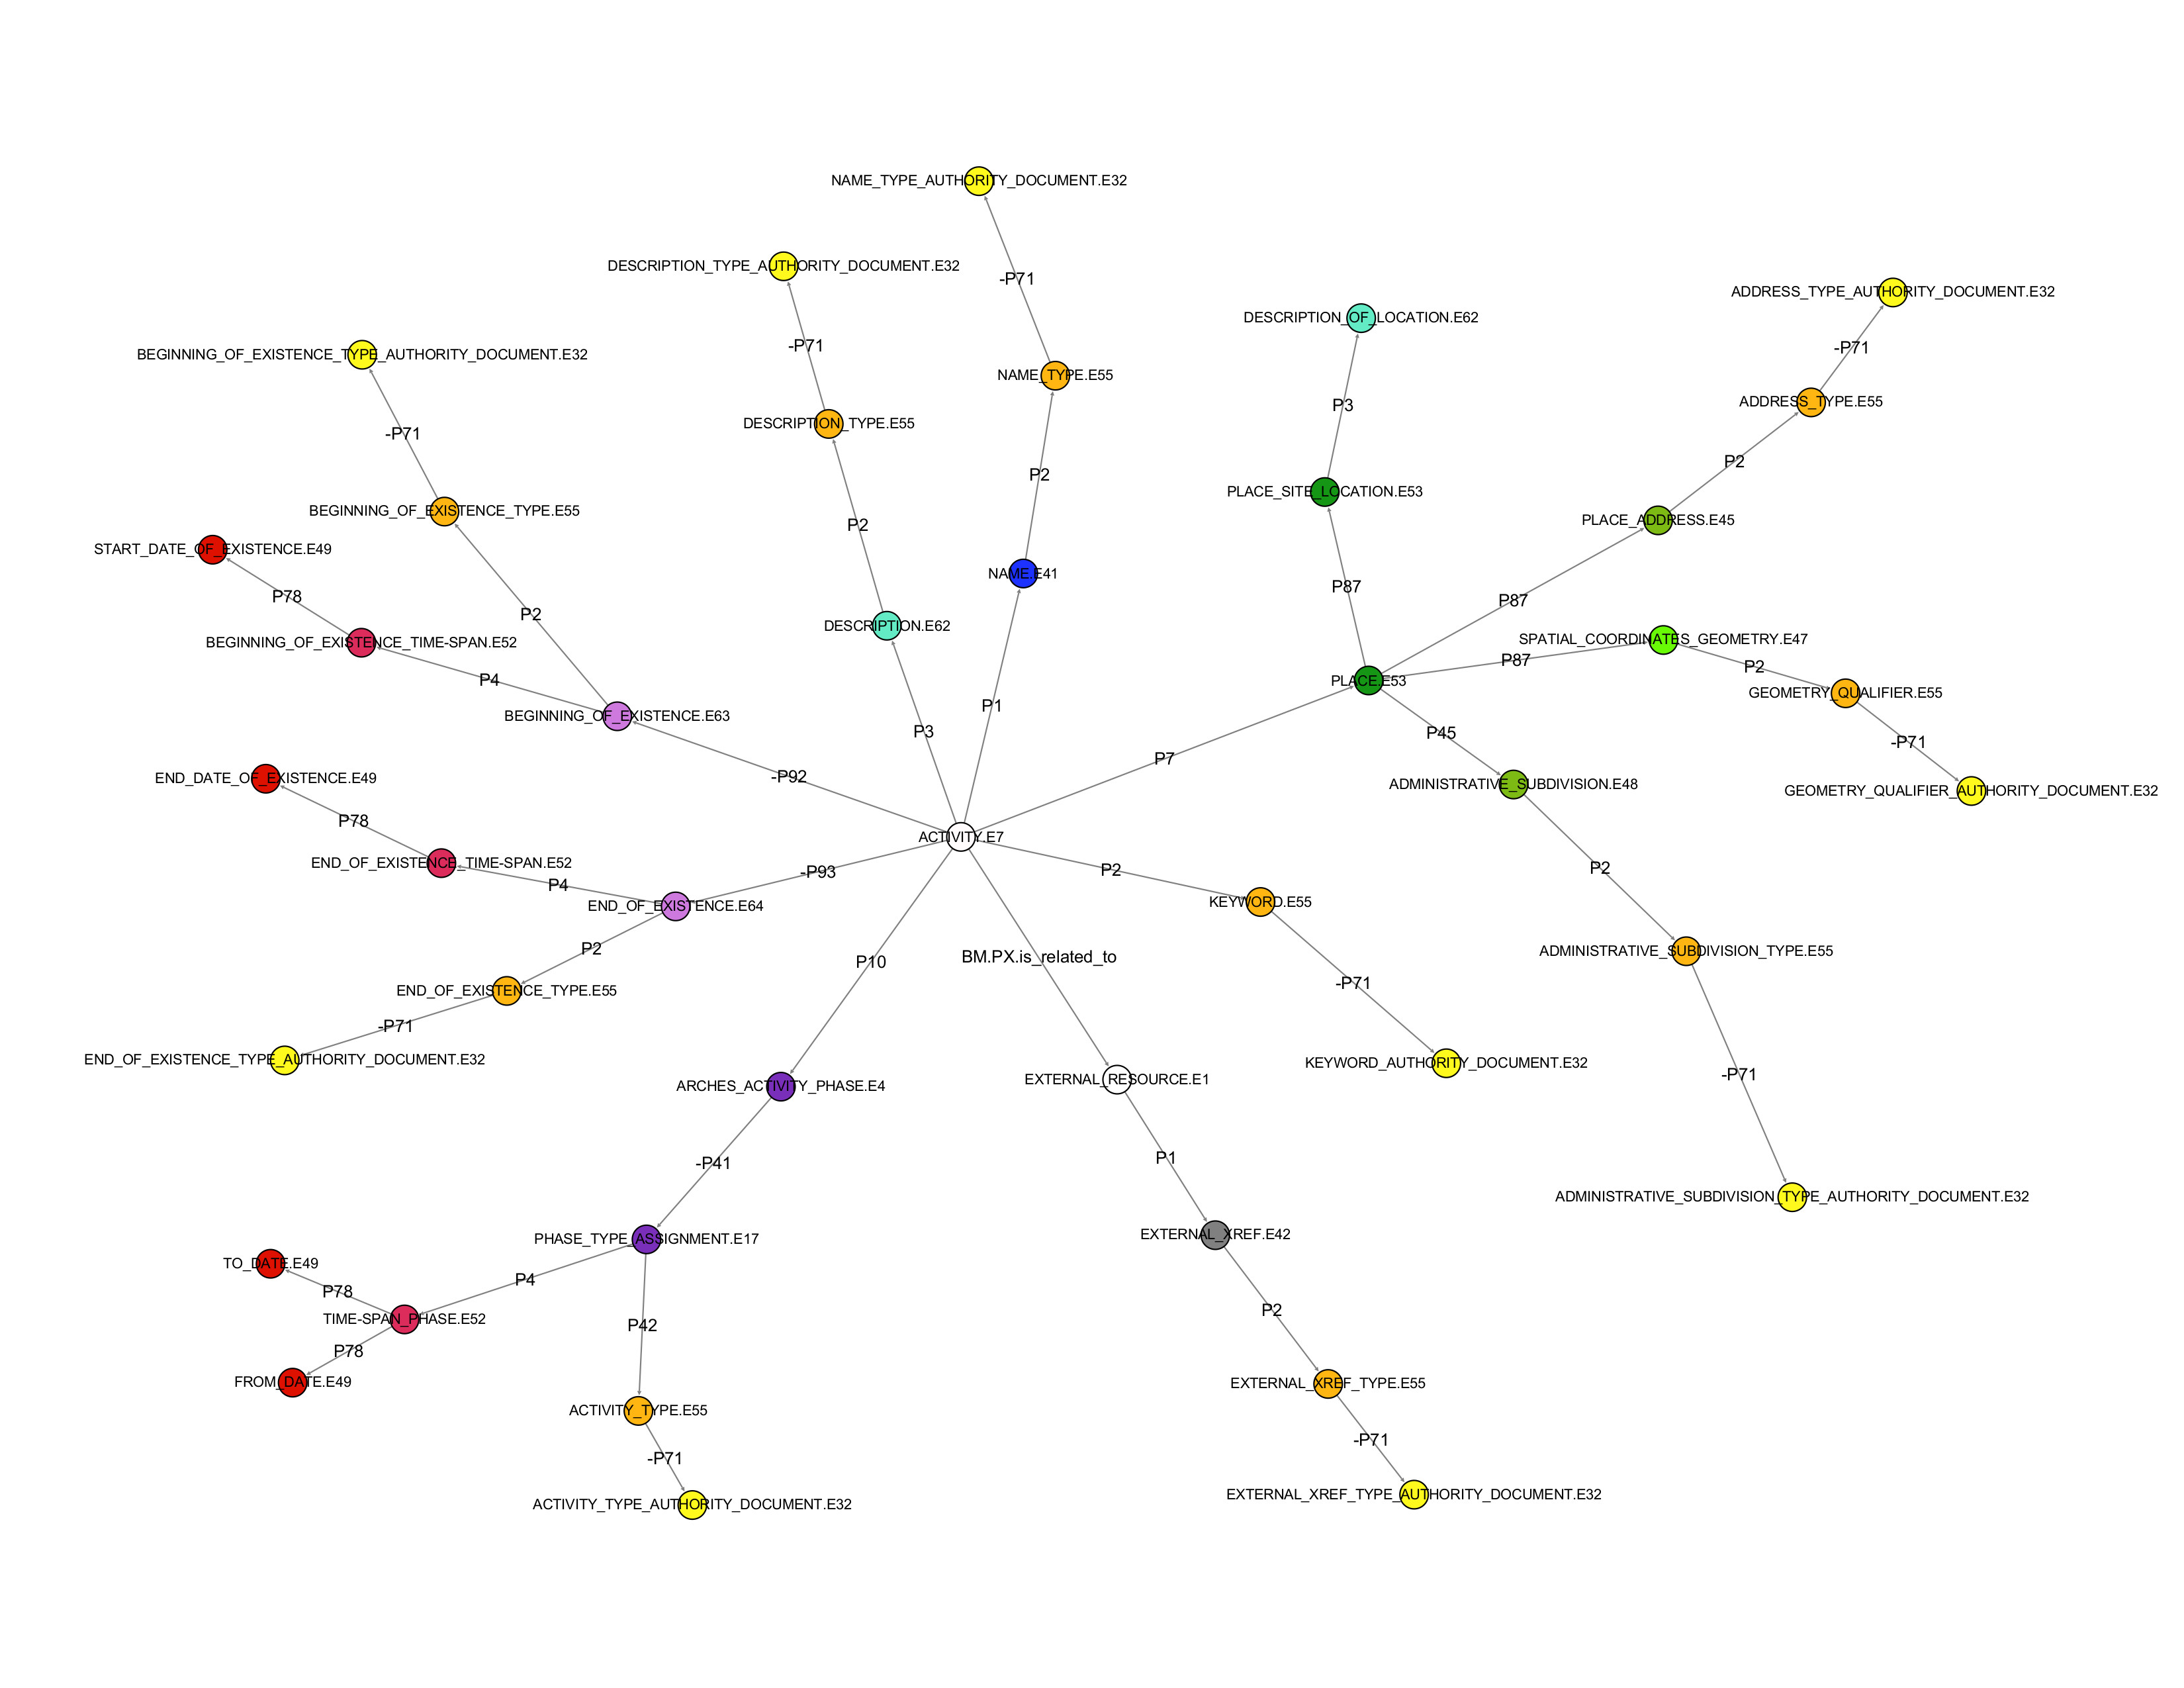 NAME_TYPE_AUTHORITY_DOCUMENT.E32
DESCRIPTION_TYPE_AUTHORITY_DOCUMENT.E32
-P71
ADDRESS_TYPE_AUTHORITY_DOCUMENT.E32
DESCRIPTION_OF_LOCATION.E62
-P71
-P71
BEGINNING_OF_EXISTENCE_TYPE_AUTHORITY_DOCUMENT.E32
NAME_TYPE.E55
ADDRESS_TYPE.E55
P3
DESCRIPTION_TYPE.E55
-P71
P2
P2
PLACE_SITE_LOCATION.E53
BEGINNING_OF_EXISTENCE_TYPE.E55
PLACE_ADDRESS.E45
P2
START_DATE_OF_EXISTENCE.E49
NAME.E41
P87
P78
P87
P2
DESCRIPTION.E62
SPATIAL_COORDINATES_GEOMETRY.E47
BEGINNING_OF_EXISTENCE_TIME-SPAN.E52
P87
P2
P4
PLACE.E53
GEOMETRY_QUALIFIER.E55
P1
BEGINNING_OF_EXISTENCE.E63
P3
P45
-P71
P7
-P92
END_DATE_OF_EXISTENCE.E49
ADMINISTRATIVE_SUBDIVISION.E48
GEOMETRY_QUALIFIER_AUTHORITY_DOCUMENT.E32
P78
ACTIVITY.E7
END_OF_EXISTENCE_TIME-SPAN.E52
P2
P2
-P93
P4
KEYWORD.E55
END_OF_EXISTENCE.E64
P2
ADMINISTRATIVE_SUBDIVISION_TYPE.E55
BM.PX.is_related_to
P10
-P71
END_OF_EXISTENCE_TYPE.E55
-P71
END_OF_EXISTENCE_TYPE_AUTHORITY_DOCUMENT.E32
KEYWORD_AUTHORITY_DOCUMENT.E32
-P71
EXTERNAL_RESOURCE.E1
ARCHES_ACTIVITY_PHASE.E4
P1
-P41
ADMINISTRATIVE_SUBDIVISION_TYPE_AUTHORITY_DOCUMENT.E32
EXTERNAL_XREF.E42
PHASE_TYPE_ASSIGNMENT.E17
TO_DATE.E49
P4
P78
P2
TIME-SPAN_PHASE.E52
P42
P78
FROM_DATE.E49
EXTERNAL_XREF_TYPE.E55
ACTIVITY_TYPE.E55
-P71
-P71
EXTERNAL_XREF_TYPE_AUTHORITY_DOCUMENT.E32
ACTIVITY_TYPE_AUTHORITY_DOCUMENT.E32